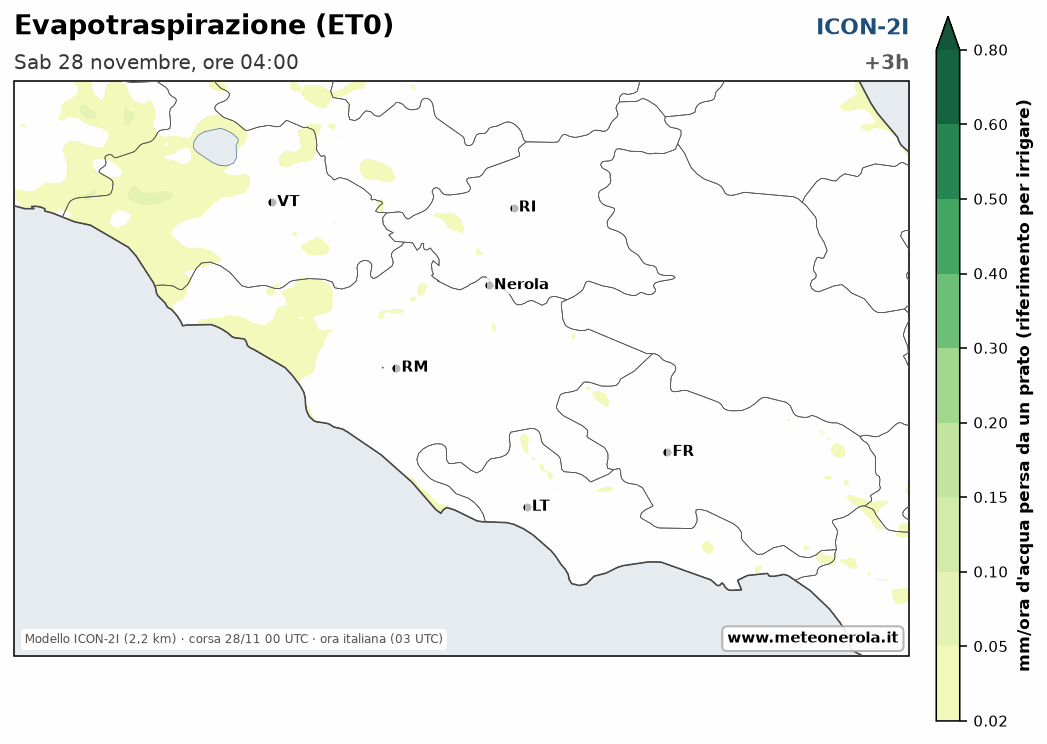 Evapotraspirazione (ET0)
ICON-2I
Sab 28 novembre, ore 04:00
+3h
0.80
0.60
0.50
0.40
0.30
0.20
0.15
0.10
0.05
0.02
mm/ora d'acqua persa da un prato (riferimento per irrigare)
VT
RI
Nerola
RM
FR
LT
Modello ICON-2I (2,2 km) · corsa 28/11 00 UTC · ora italiana (03 UTC)
www.meteonerola.it